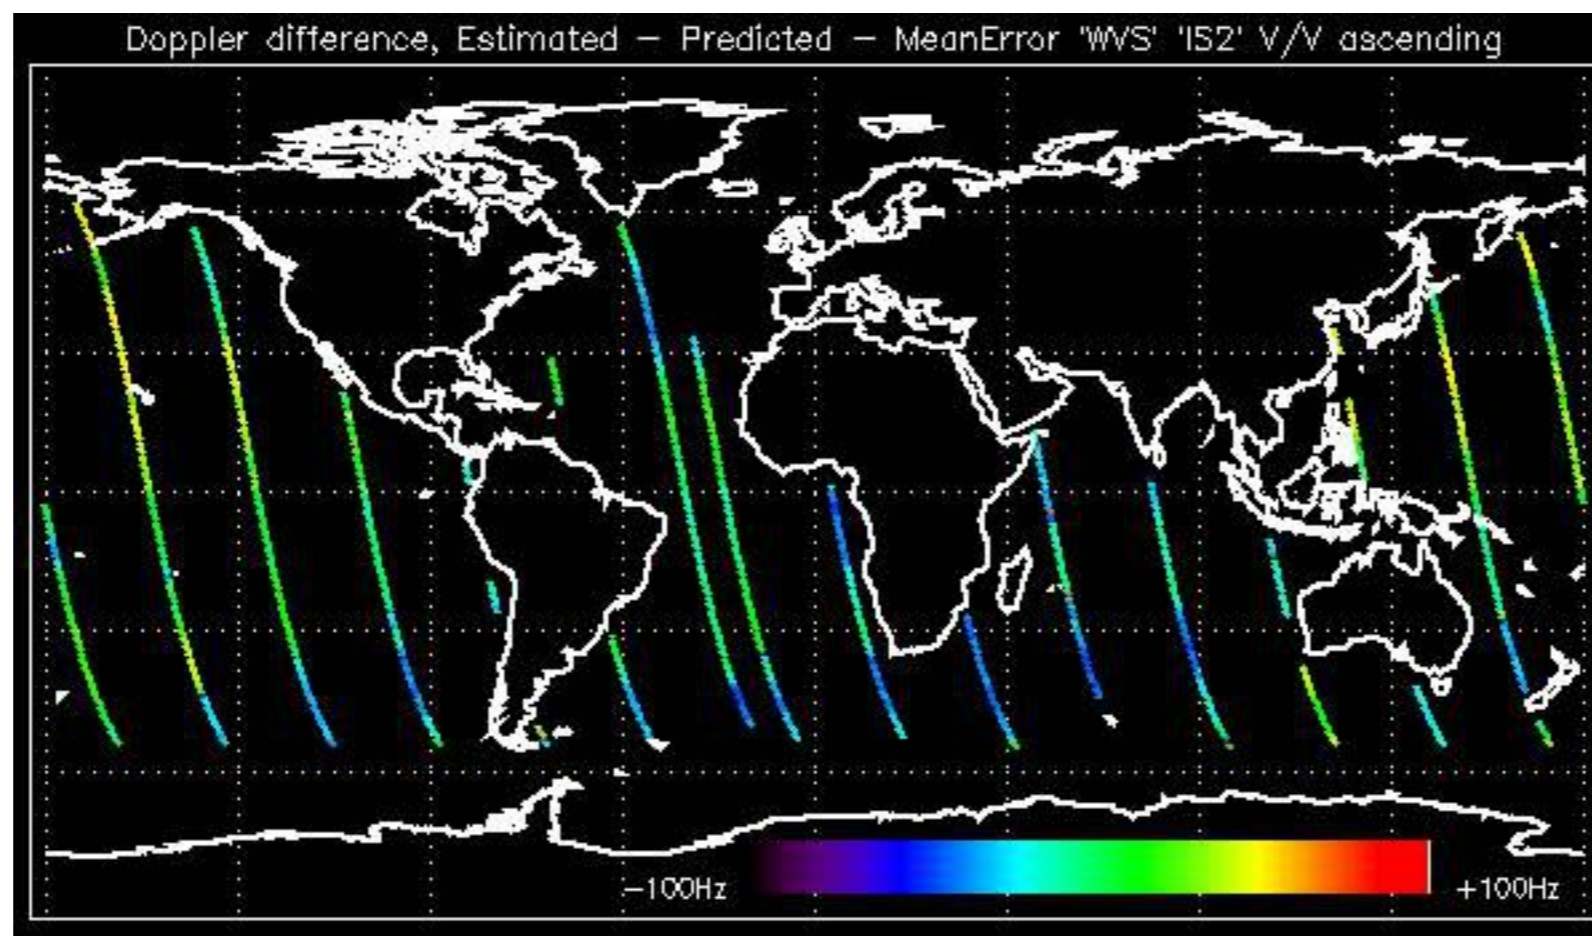 Doppler difference, Estimated – Predicted – MeanError 'WVS' 'IS2' V/V ascending
–100Hz
+100Hz